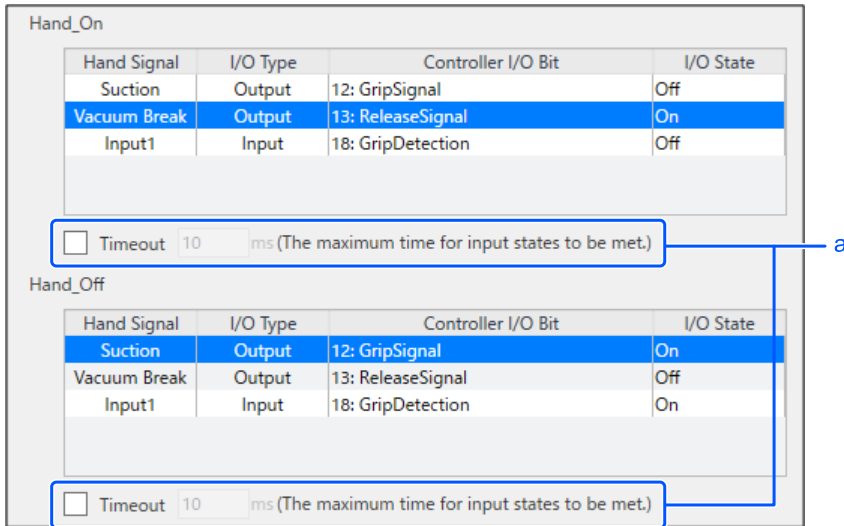 Hand_On
Hand Signal I/O Type Controller I/O Bit I/O State
Suction Output 12: GripSignal Off
Vacuum Break Output 13: ReleaseSignal On
Input1 Input 18: GripDetection Off
Timeout 10 ms (The maximum time for input states to be met.)
a
Hand_Off
Hand Signal I/O Type Controller I/O Bit I/O State
Suction Output 12: GripSignal On
Vacuum Break Output 13: ReleaseSignal Off
Input1 Input 18: GripDetection On
Timeout 10 ms (The maximum time for input states to be met.)